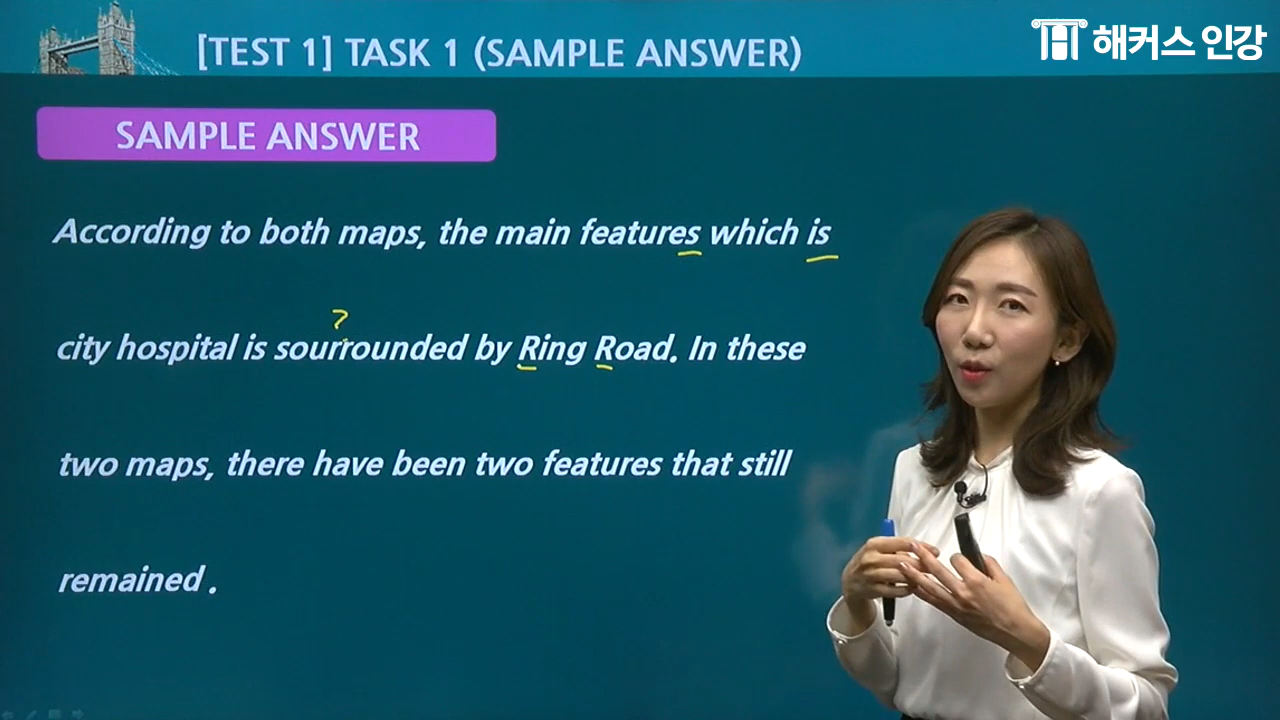 [TEST 1] TASK 1 (SAMPLE ANSWER)
해커스 인강
SAMPLE ANSWER
According to both maps, the main features which is
?
city hospital is sourrounded by Ring Road. In these
two maps, there have been two features that still
remained .